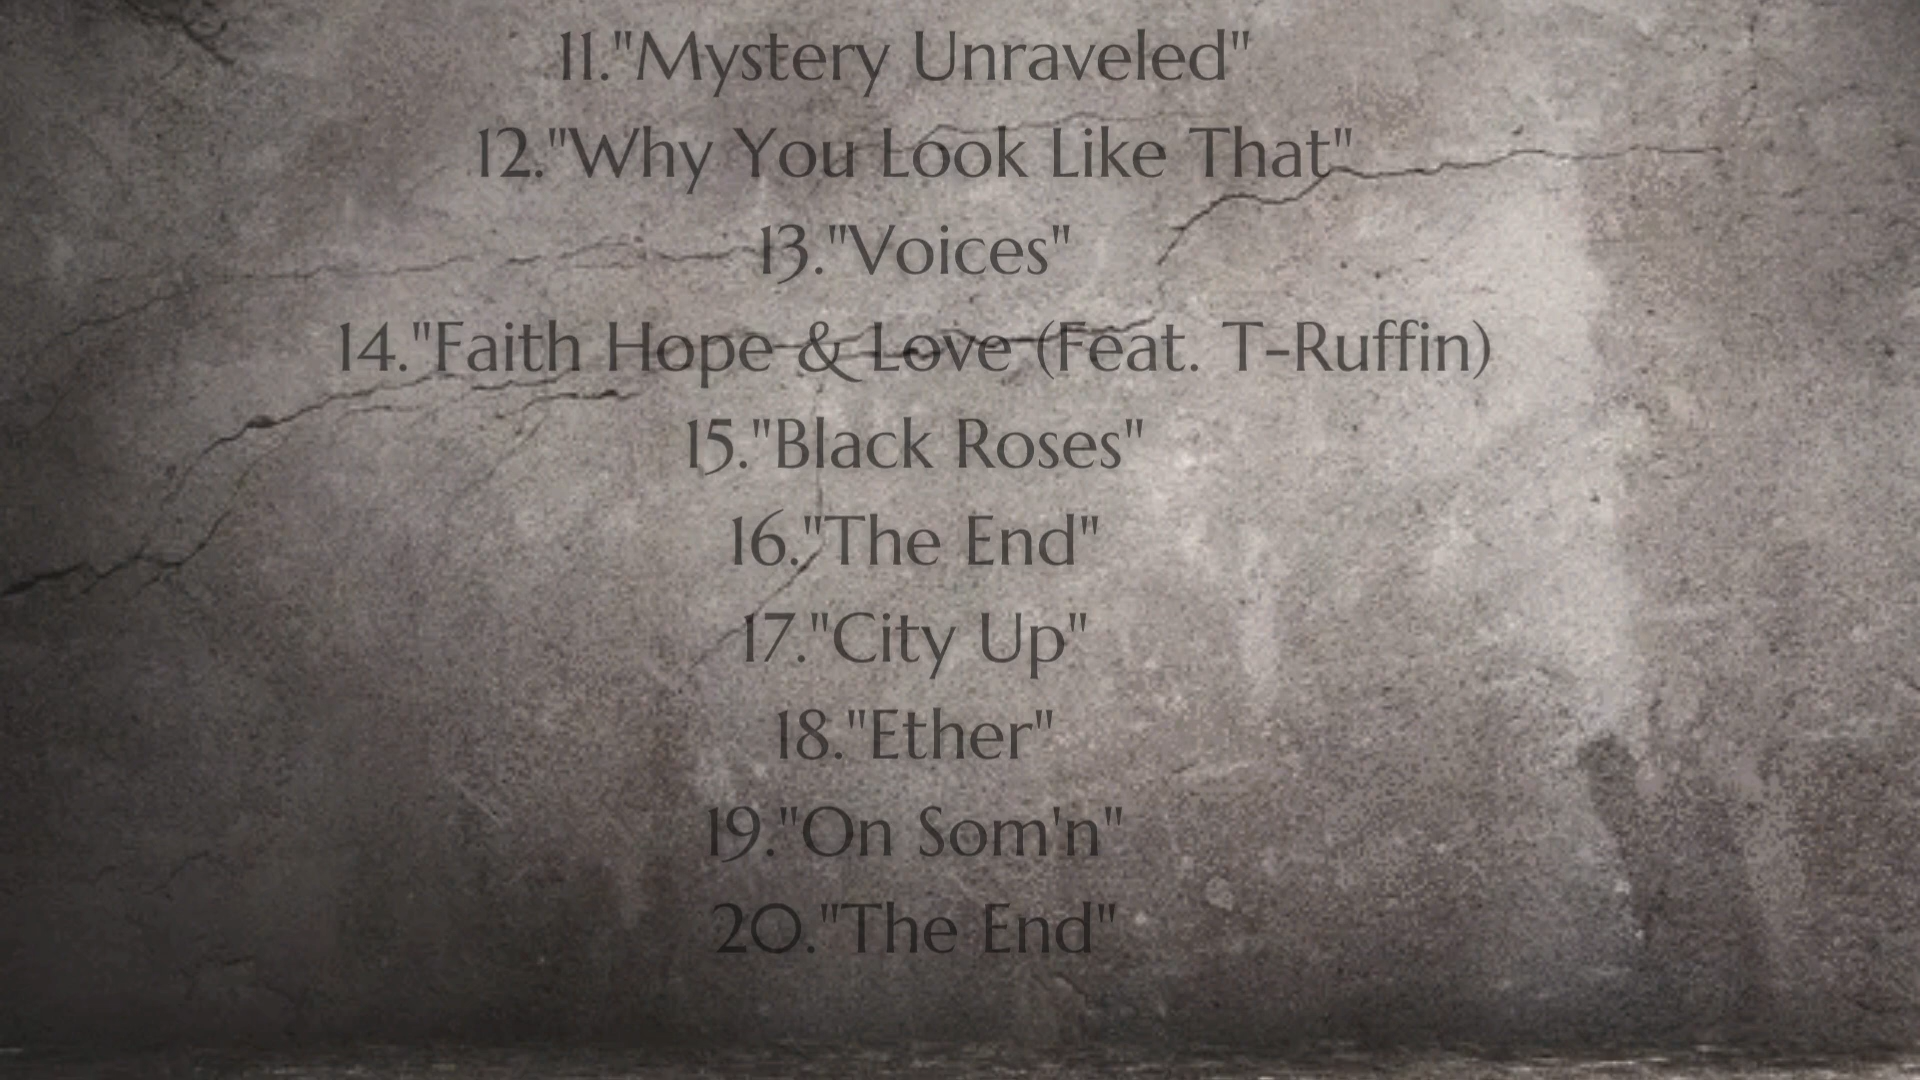 11."Mystery Unraveled"
12."Why You Look Like That"
13."Voices"
14."Faith Hope & Love (Feat. T-Ruffin)
15."Black Roses"
16."The End"
17."City Up"
18."Ether"
19."On Som'n"
20."The End"